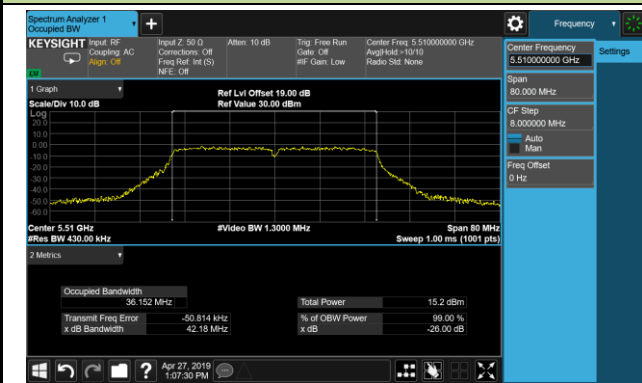 Spectrum Analyzer 1
Occupied BW
Frequency
KEYSIGHT
Input: RF
Coupling: AC
Align: Off
Input Z: 50 Ω
Corrections: Off
Freq Ref: Int (S)
NFE: Off
Atten: 10 dB
Trig: Free Run
Gate: Off
#IF Gain: Low
Center Freq: 5.510000000 GHz
Avg|Hold:>10/10
Radio Std: None
Center Frequency
5.510000000 GHz
Settings
Span
80.000 MHz
CF Step
8.000000 MHz
Auto
Man
Freq Offset
0 Hz
1 Graph
Scale/Div 10.0 dB
Ref Lvl Offset 19.00 dB
Ref Value 30.00 dBm
Log
20.0
10.0
0.00
-10.0
-20.0
-30.0
-40.0
-50.0
-60.0
Center 5.51 GHz
#Res BW 430.00 kHz
#Video BW 1.3000 MHz
Span 80 MHz
Sweep 1.00 ms (1001 pts)
2 Metrics
Occupied Bandwidth
36.152 MHz
Total Power 15.2 dBm
Transmit Freq Error -50.814 kHz
% of OBW Power 99.00 %
x dB Bandwidth 42.18 MHz
x dB -26.00 dB
Apr 27, 2019
1:07:30 PM